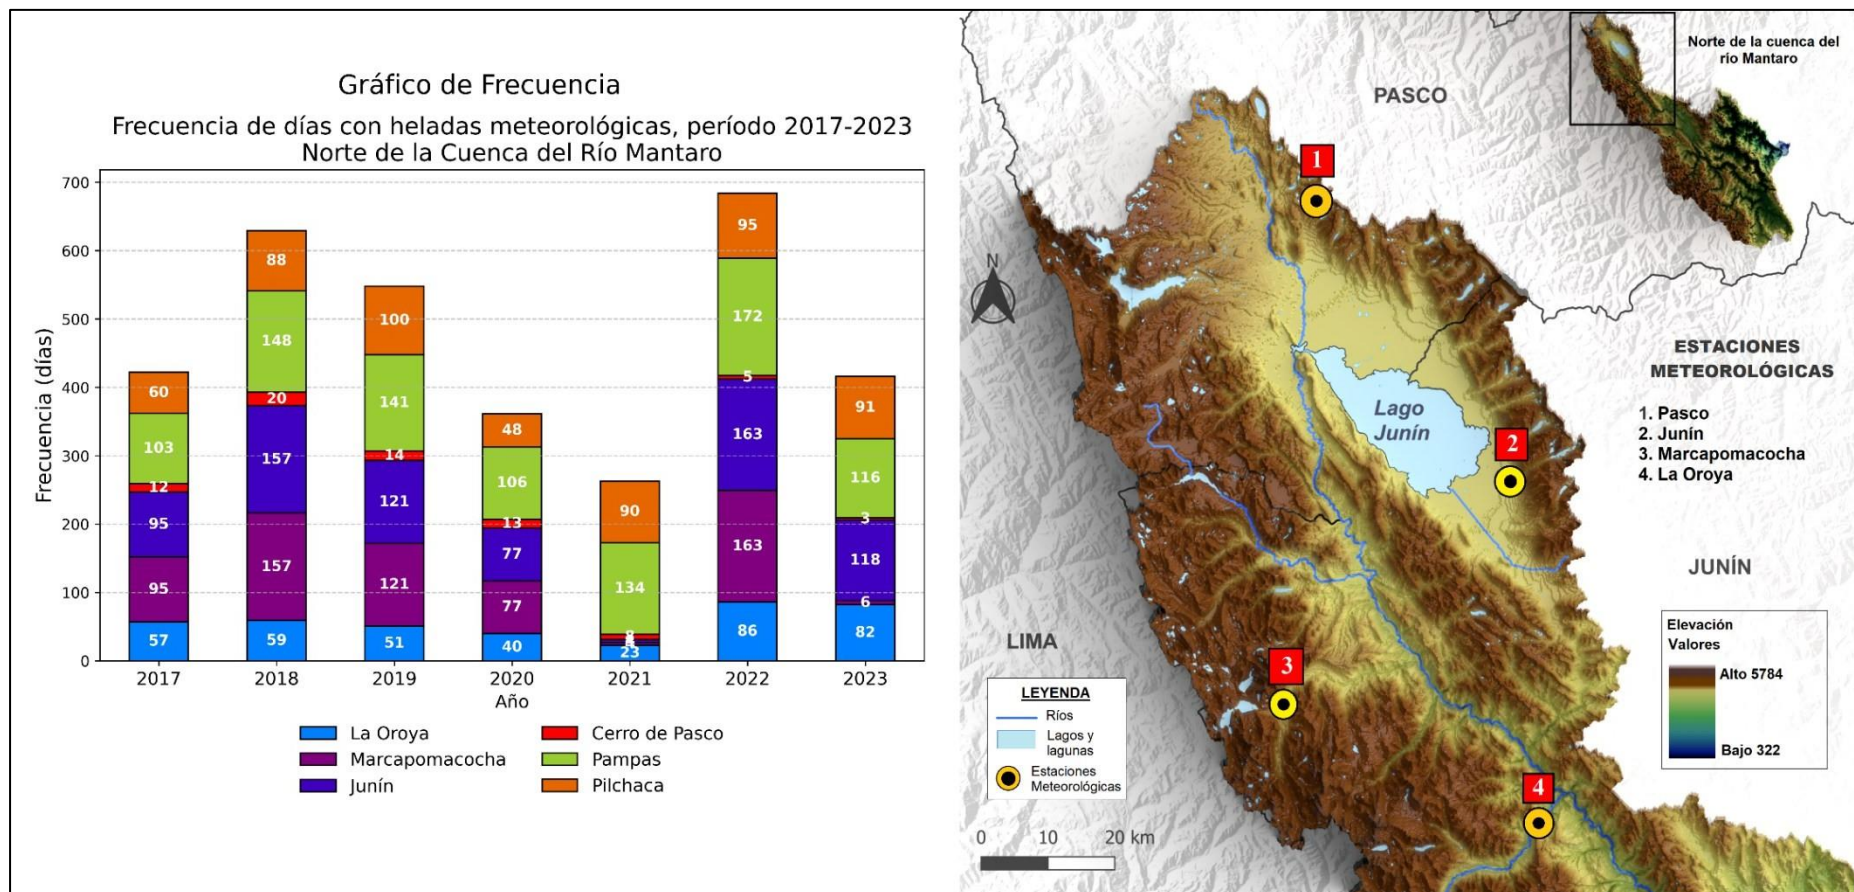 Gráfico de Frecuencia
Frecuencia de días con heladas meteorológicas, período 2017-2023
Norte de la Cuenca del Río Mantaro
Frecuencia (días)
700
600
500
400
300
200
100
0
60
103
12
95
95
57
88
148
20
157
157
59
100
141
14
121
121
51
48
106
13
77
77
40
90
134
8
23
95
172
5
163
163
86
91
116
3
118
6
82
2017
2018
2019
2020
2021
2022
2023
Año
La Oroya
Marcapomacocha
Junín
Cerro de Pasco
Pampas
Pilchaca
Norte de la cuenca del
río Mantaro
PASCO
1
N
Lago
Junín
2
ESTACIONES
METEOROLÓGICAS
1. Pasco
2. Junín
3. Marcapomacocha
4. La Oroya
JUNÍN
LIMA
3
4
LEYENDA
Ríos
Lagos y
lagunas
Estaciones
Meteorológicas
0 10 20 km
Elevación
Valores
Alto 5784
Bajo 322